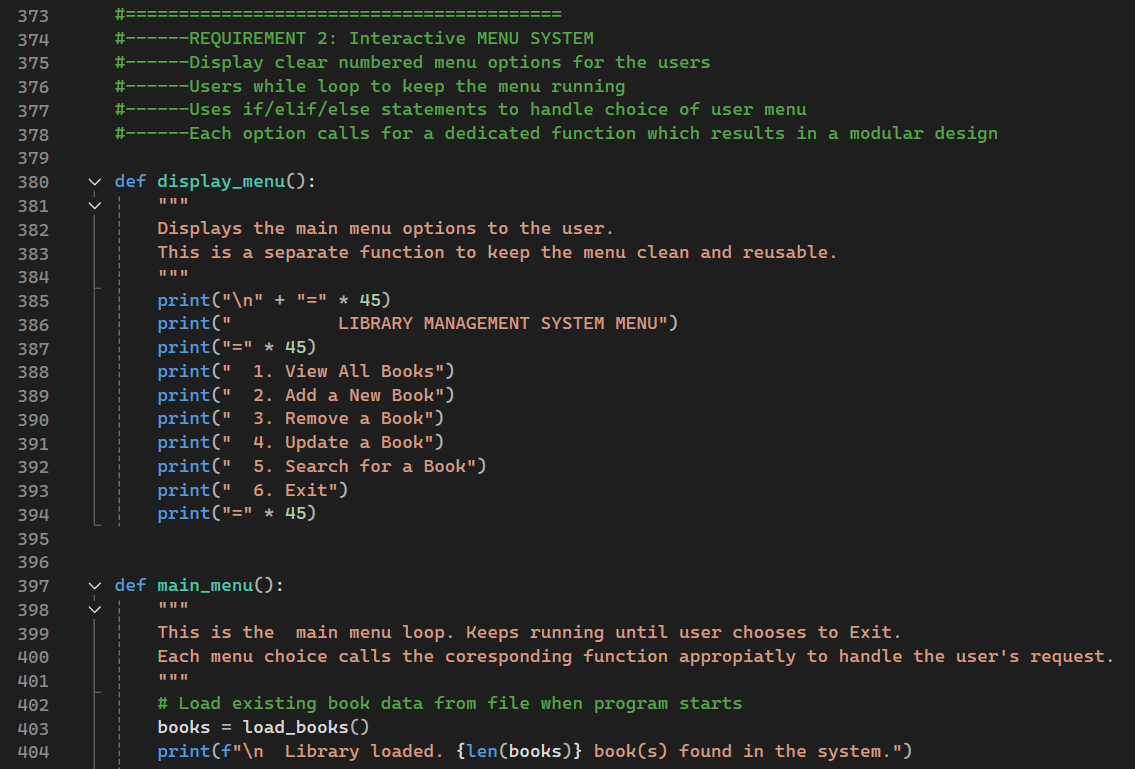 373 #=========================================
374 #------REQUIREMENT 2: Interactive MENU SYSTEM
375 #------Display clear numbered menu options for the users
376 #------Users while loop to keep the menu running
377 #------Uses if/elif/else statements to handle choice of user menu
378 #------Each option calls for a dedicated function which results in a modular design
379
380 def display_menu():
381     """
382     Displays the main menu options to the user.
383     This is a separate function to keep the menu clean and reusable.
384     """
385     print("\n" + "=" * 45)
386     print("          LIBRARY MANAGEMENT SYSTEM MENU")
387     print("=" * 45)
388     print("  1. View All Books")
389     print("  2. Add a New Book")
390     print("  3. Remove a Book")
391     print("  4. Update a Book")
392     print("  5. Search for a Book")
393     print("  6. Exit")
394     print("=" * 45)
395
396
397 def main_menu():
398     """
399     This is the  main menu loop. Keeps running until user chooses to Exit.
400     Each menu choice calls the coresponding function appropiatly to handle the user's request.
401     """
402     # Load existing book data from file when program starts
403     books = load_books()
404     print(f"\n  Library loaded. {len(books)} book(s) found in the system.")